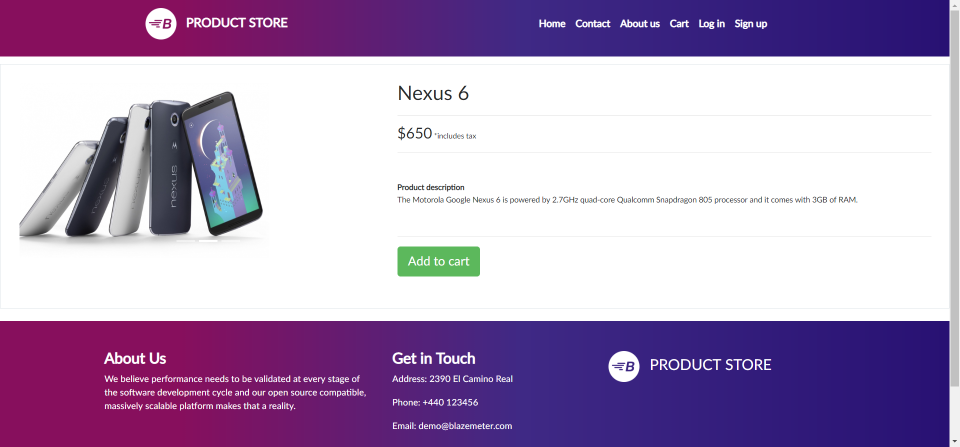 B PRODUCT STORE
Home Contact About us Cart Log in Sign up
nexus
Nexus 6
$650 *includes tax
Product description
The Motorola Google Nexus 6 is powered by 2.7GHz quad-core Qualcomm Snapdragon 805 processor and it comes with 3GB of RAM.
Add to cart
About Us
We believe performance needs to be validated at every stage of
the software development cycle and our open source compatible,
massively scalable platform makes that a reality.
Get in Touch
Address: 2390 El Camino Real
Phone: +440 123456
Email: demo@blazemeter.com
B PRODUCT STORE